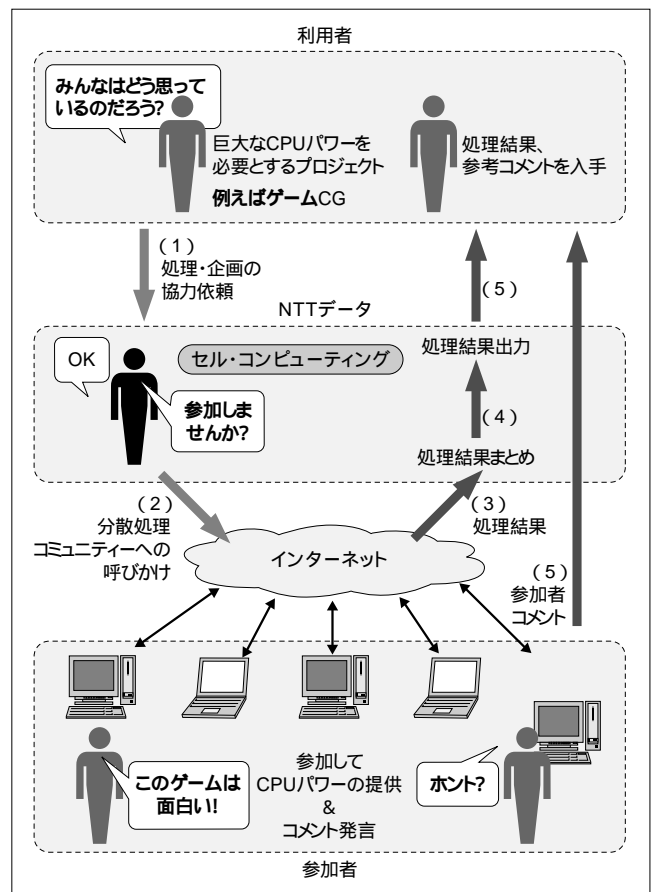 利用者
みんなはどう思って
いるのだろう?
巨大なCPUパワーを
必要とするプロジェクト
例えばゲームCG
処理結果、
参考コメントを入手
(1)
処理・企画の
協力依頼
(5)
NTTデータ
OK
セル・コンピューティング
参加しま
せんか?
処理結果出力
(4)
処理結果まとめ
(2)
分散処理
コミュニティーへの
呼びかけ
(3)
処理結果
インターネット
(5)
参加者
コメント
このゲームは
面白い!
参加して
CPUパワーの提供
&
コメント発言
ホント?
参加者